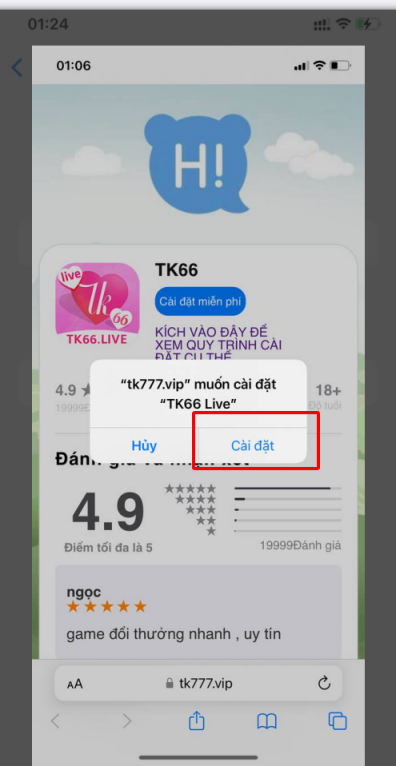 01:24
01:06
H!
live
Tk
66
TK66.LIVE
TK66
Cài đặt miễn phí
KÍCH VÀO ĐÂY ĐỂ
XEM QUY TRÌNH CÀI
ĐẶT CỤ THỂ
4.9 ★
18+
19999Đ
Độ tuổi
“tk777.vip” muốn cài đặt
“TK66 Live”
Hủy
Cài đặt
Đánh giá và nhận xét
4.9
Điểm tối đa là 5
19999Đánh giá
ngọc
game đổi thưởng nhanh , uy tín
AA
tk777.vip